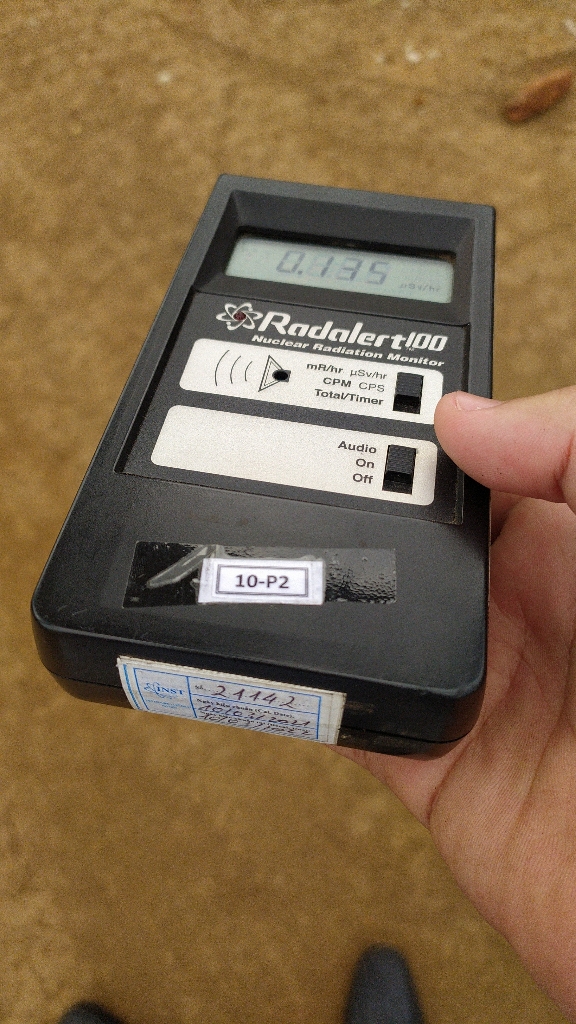 0.135 µSv/hr
Radalert100
Nuclear Radiation Monitor
mR/hr µSv/hr
CPM CPS
Total/Timer
Audio
On
Off
10-P2
INST
21142